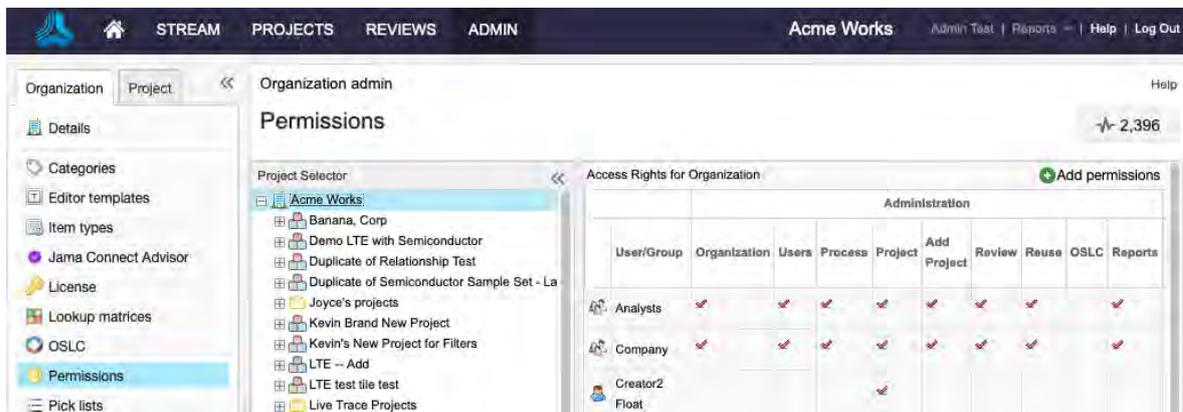 STREAM PROJECTS REVIEWS ADMIN Acme Works Admin Test | Reports | Help | Log Out
Organization Project
Details
Categories
Editor templates
Item types
Jama Connect Advisor
License
Lookup matrices
OSLC
Permissions
Pick lists
Organization admin Help
Permissions
2,396
Project Selector
Acme Works
Banana, Corp
Demo LTE with Semiconductor
Duplicate of Relationship Test
Duplicate of Semiconductor Sample Set - La
Joyce's projects
Kevin Brand New Project
Kevin's New Project for Filters
LTE -- Add
LTE test tile test
Live Trace Projects
Access Rights for Organization Add permissions
Administration
User/Group Organization Users Process Project Add Project Review Reuse OSLC Reports
Analysts
Company
Creator2
Float